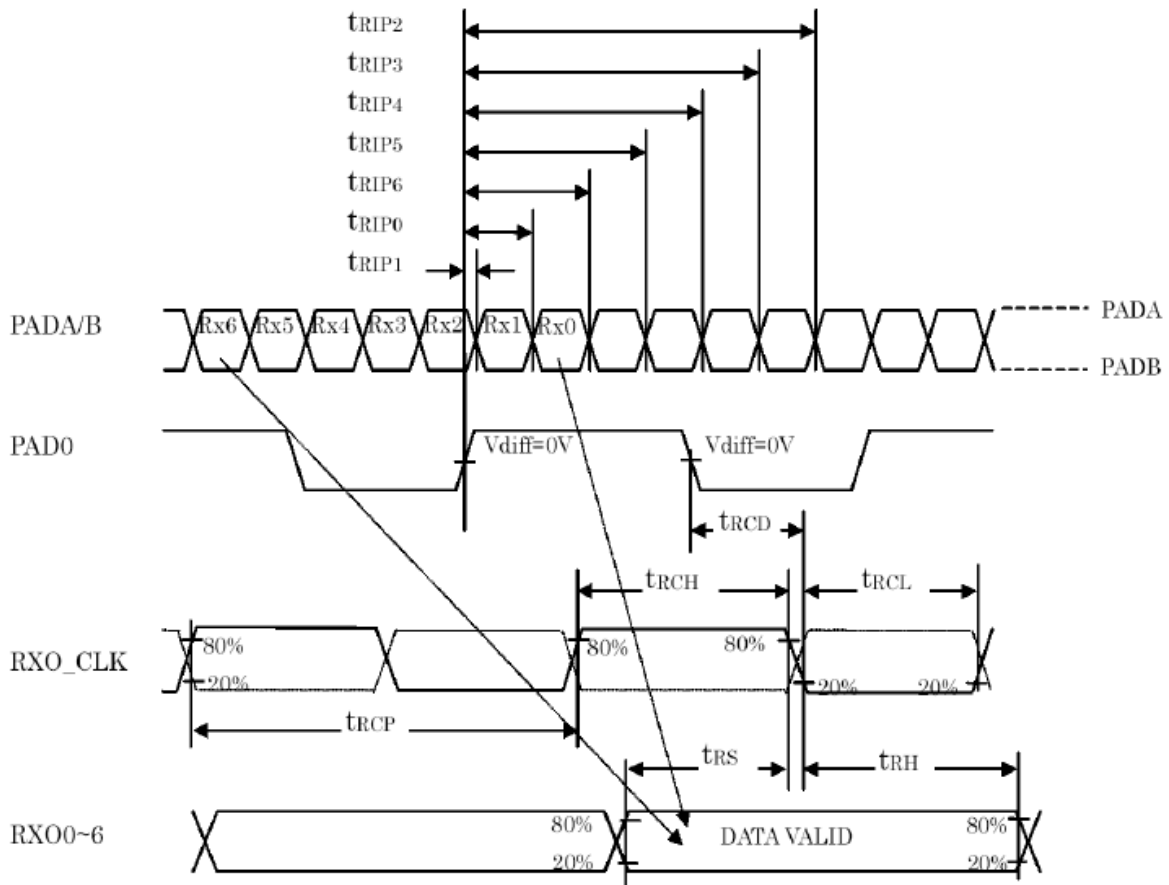 tRIP2
tRIP3
tRIP4
tRIP5
tRIP6
tRIP0
tRIP1
PADA/B
Rx6 Rx5 Rx4 Rx3 Rx2 Rx1 Rx0
PADA
PADB
PAD0
Vdiff=0V
Vdiff=0V
tRCD
tRCH
tRCL
RXO_CLK
80%
20%
80%
80%
20%
20%
tRCP
tRS
tRH
RXO0~6
80%
20%
DATA VALID
80%
20%